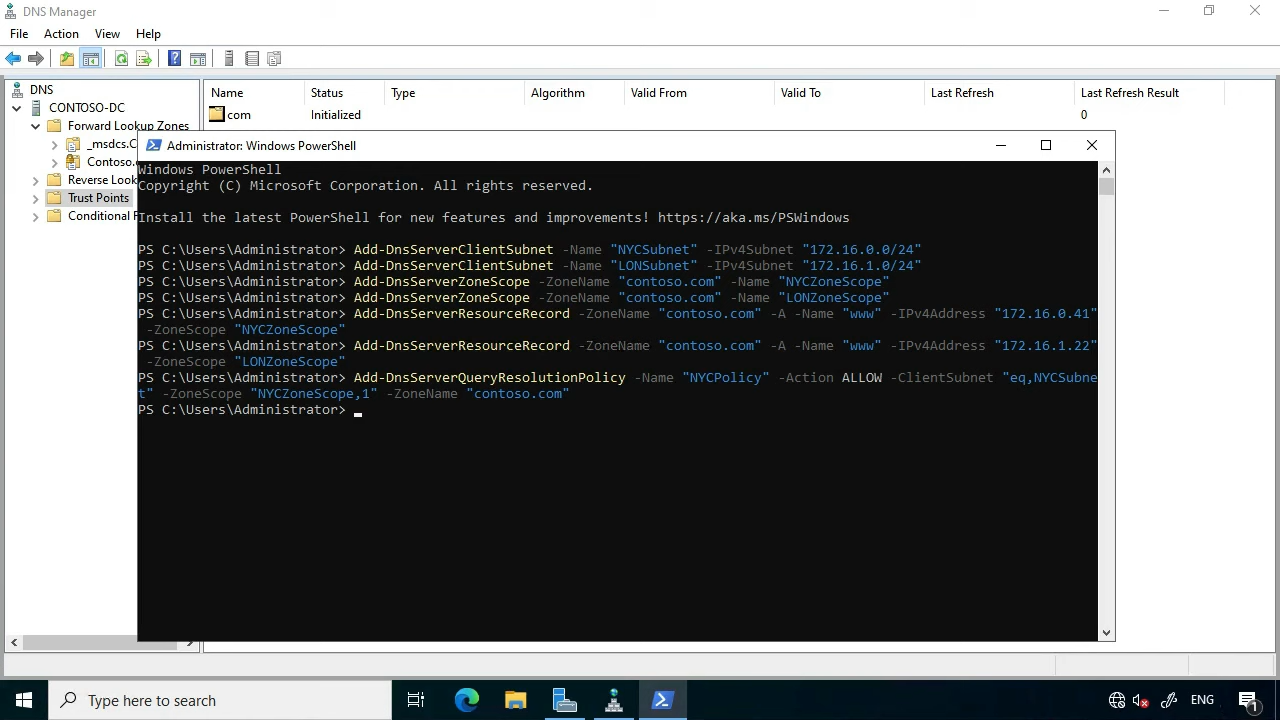 DNS Manager
File Action View Help
DNS
CONTOSO-DC
Forward Lookup Zones
_msdcs.C
Contoso.
Reverse Look
Trust Points
Conditional F
Name Status Type Algorithm Valid From Valid To Last Refresh Last Refresh Result
com Initialized 0
Administrator: Windows PowerShell
Windows PowerShell
Copyright (C) Microsoft Corporation. All rights reserved.
Install the latest PowerShell for new features and improvements! https://aka.ms/PSWindows
PS C:\Users\Administrator> Add-DnsServerClientSubnet -Name "NYCSubnet" -IPv4Subnet "172.16.0.0/24"
PS C:\Users\Administrator> Add-DnsServerClientSubnet -Name "LONSubnet" -IPv4Subnet "172.16.1.0/24"
PS C:\Users\Administrator> Add-DnsServerZoneScope -ZoneName "contoso.com" -Name "NYCZoneScope"
PS C:\Users\Administrator> Add-DnsServerZoneScope -ZoneName "contoso.com" -Name "LONZoneScope"
PS C:\Users\Administrator> Add-DnsServerResourceRecord -ZoneName "contoso.com" -A -Name "www" -IPv4Address "172.16.0.41"
-ZoneScope "NYCZoneScope"
PS C:\Users\Administrator> Add-DnsServerResourceRecord -ZoneName "contoso.com" -A -Name "www" -IPv4Address "172.16.1.22"
-ZoneScope "LONZoneScope"
PS C:\Users\Administrator> Add-DnsServerQueryResolutionPolicy -Name "NYCPolicy" -Action ALLOW -ClientSubnet "eq,NYCSubne
t" -ZoneScope "NYCZoneScope,1" -ZoneName "contoso.com"
PS C:\Users\Administrator>
Type here to search
ENG
1